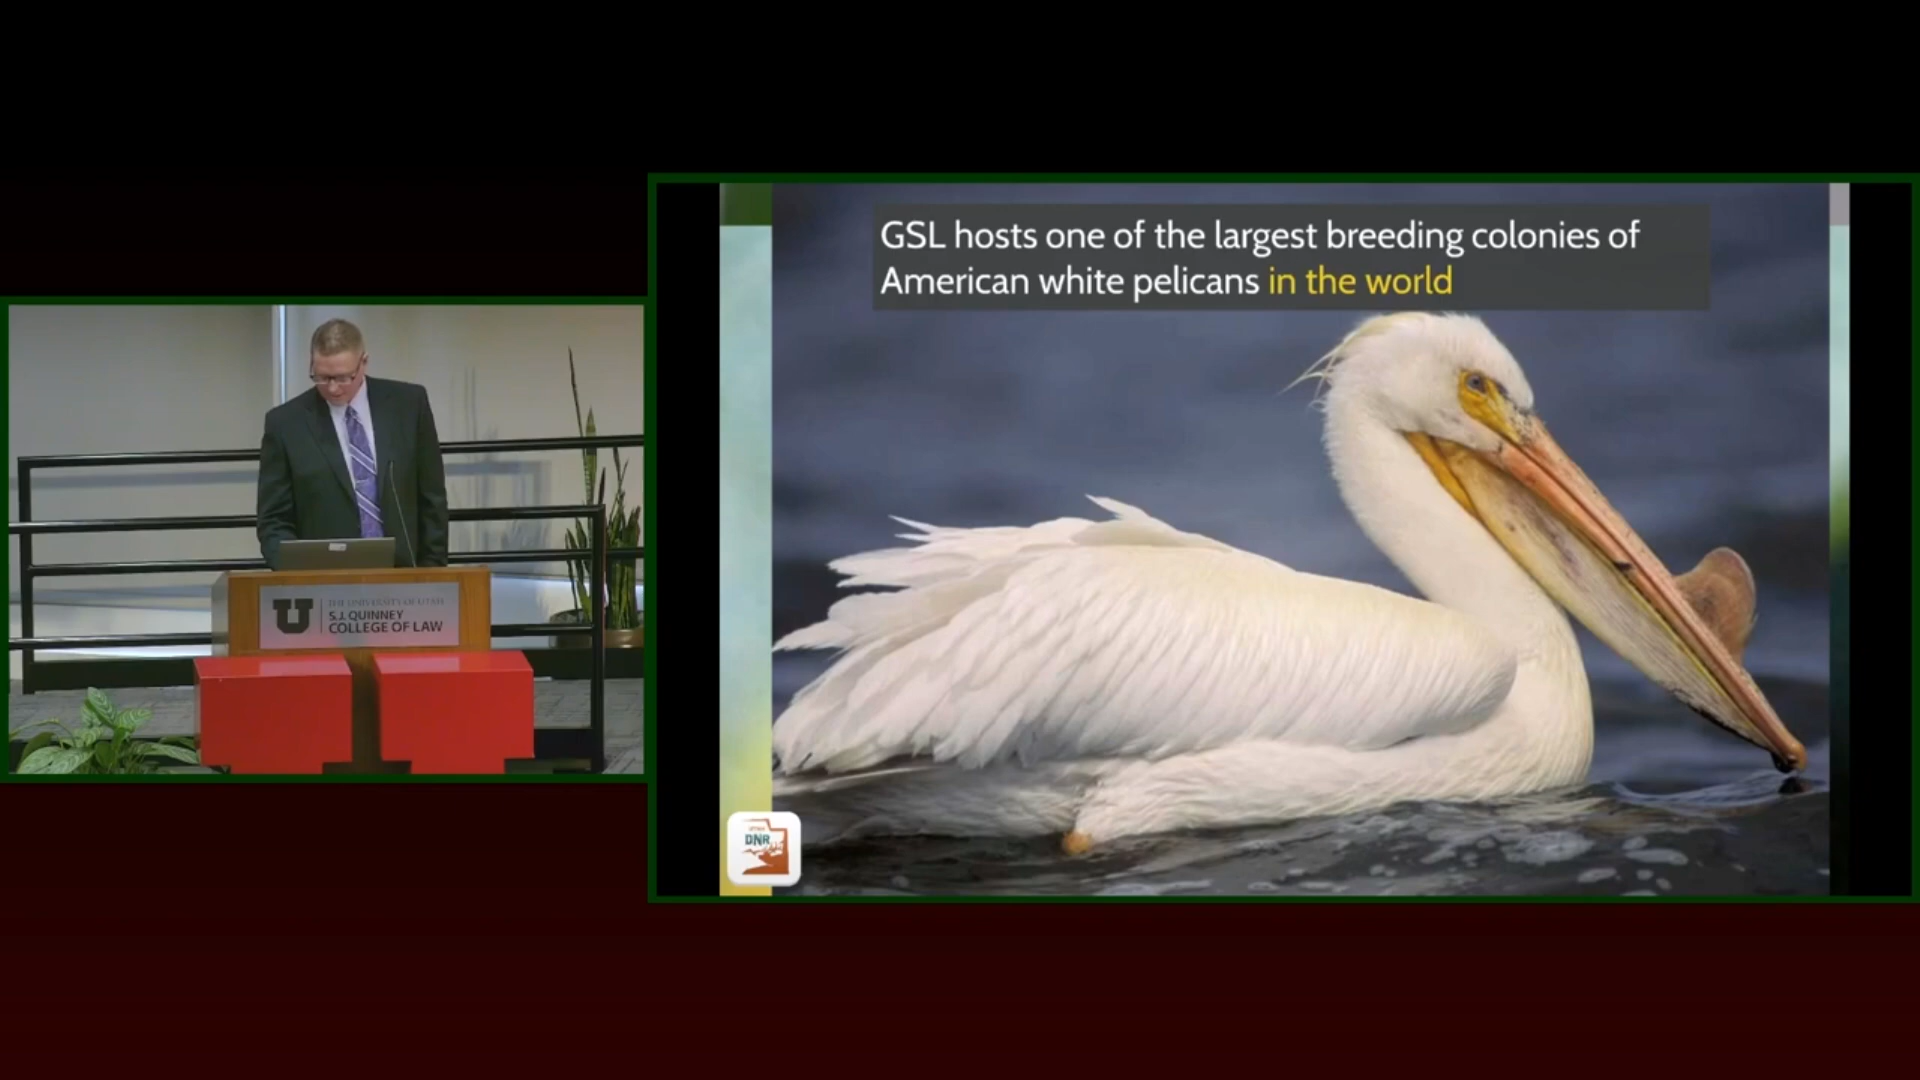 GSL hosts one of the largest breeding colonies of
American white pelicans in the world
THE UNIVERSITY OF UTAH
S.J. QUINNEY
COLLEGE OF LAW
UTAH
DNR